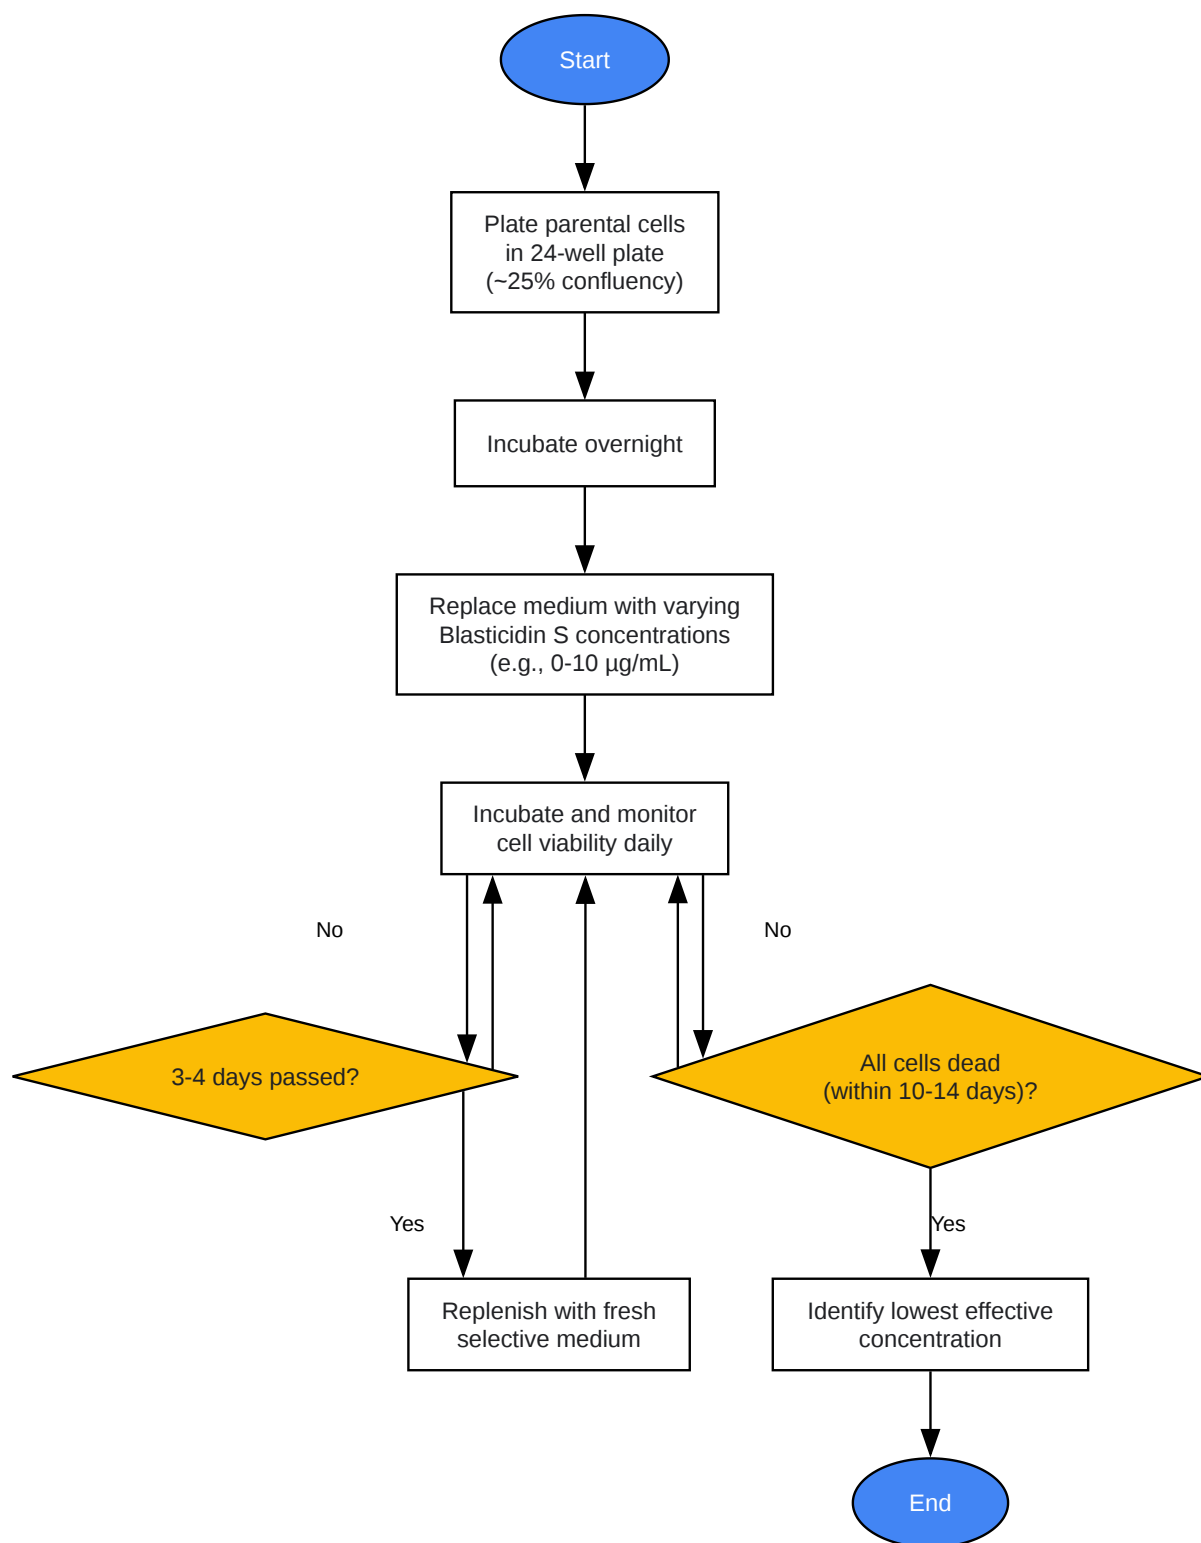 Start
Plate parental cells
in 24-well plate
(~25% confluency)
Incubate overnight
Replace medium with varying
Blasticidin S concentrations
(e.g., 0-10 µg/mL)
Incubate and monitor
cell viability daily
No
No
3-4 days passed?
All cells dead
(within 10-14 days)?
Yes
Yes
Replenish with fresh
selective medium
Identify lowest effective
concentration
End